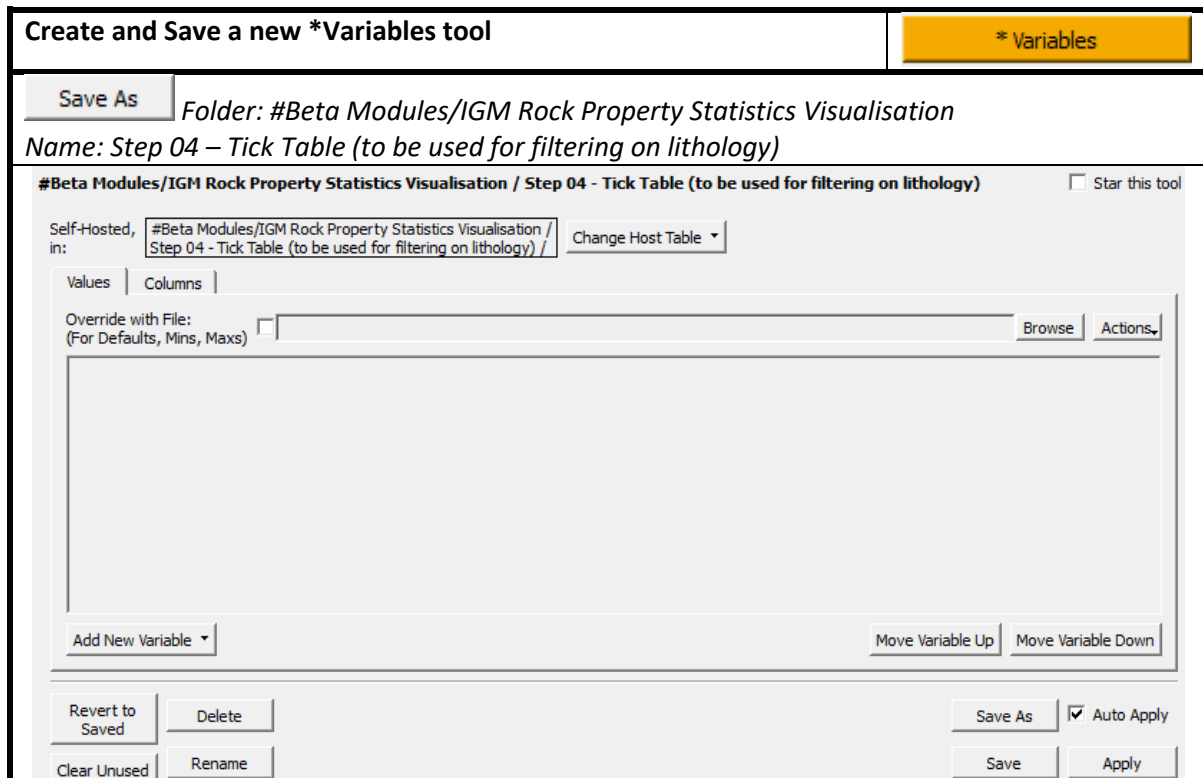 Create and Save a new *Variables tool
* Variables
Save As Folder: #Beta Modules/IGM Rock Property Statistics Visualisation
Name: Step 04 – Tick Table (to be used for filtering on lithology)
#Beta Modules/IGM Rock Property Statistics Visualisation / Step 04 - Tick Table (to be used for filtering on lithology)
Star this tool
Self-Hosted,
in:
#Beta Modules/IGM Rock Property Statistics Visualisation /
Step 04 - Tick Table (to be used for filtering on lithology) /
Change Host Table
Values
Columns
Override with File:
(For Defaults, Mins, Maxs)
Browse
Actions
Add New Variable
Move Variable Up
Move Variable Down
Revert to
Saved
Delete
Save As
Auto Apply
Clear Unused
Rename
Save
Apply